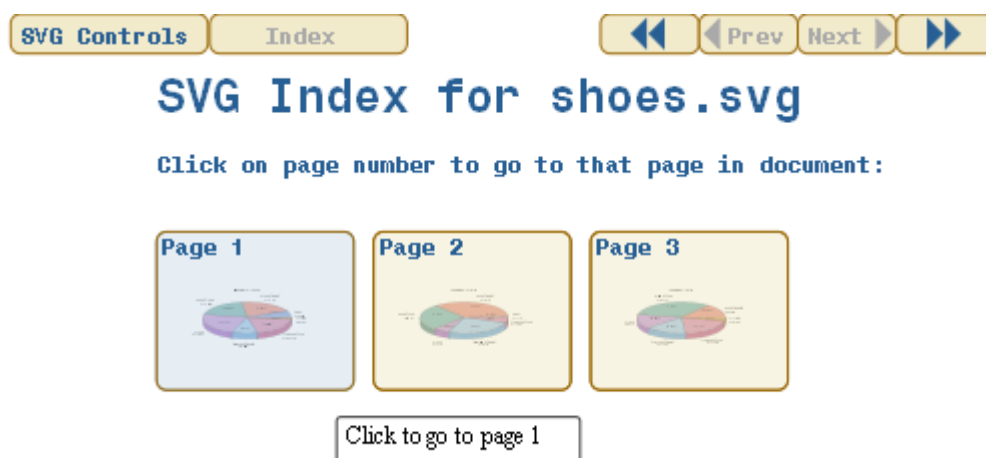 SVG Controls Index Prev Next
SVG Index for shoes.svg
Click on page number to go to that page in document:
Page 1 Page 2 Page 3
Click to go to page 1